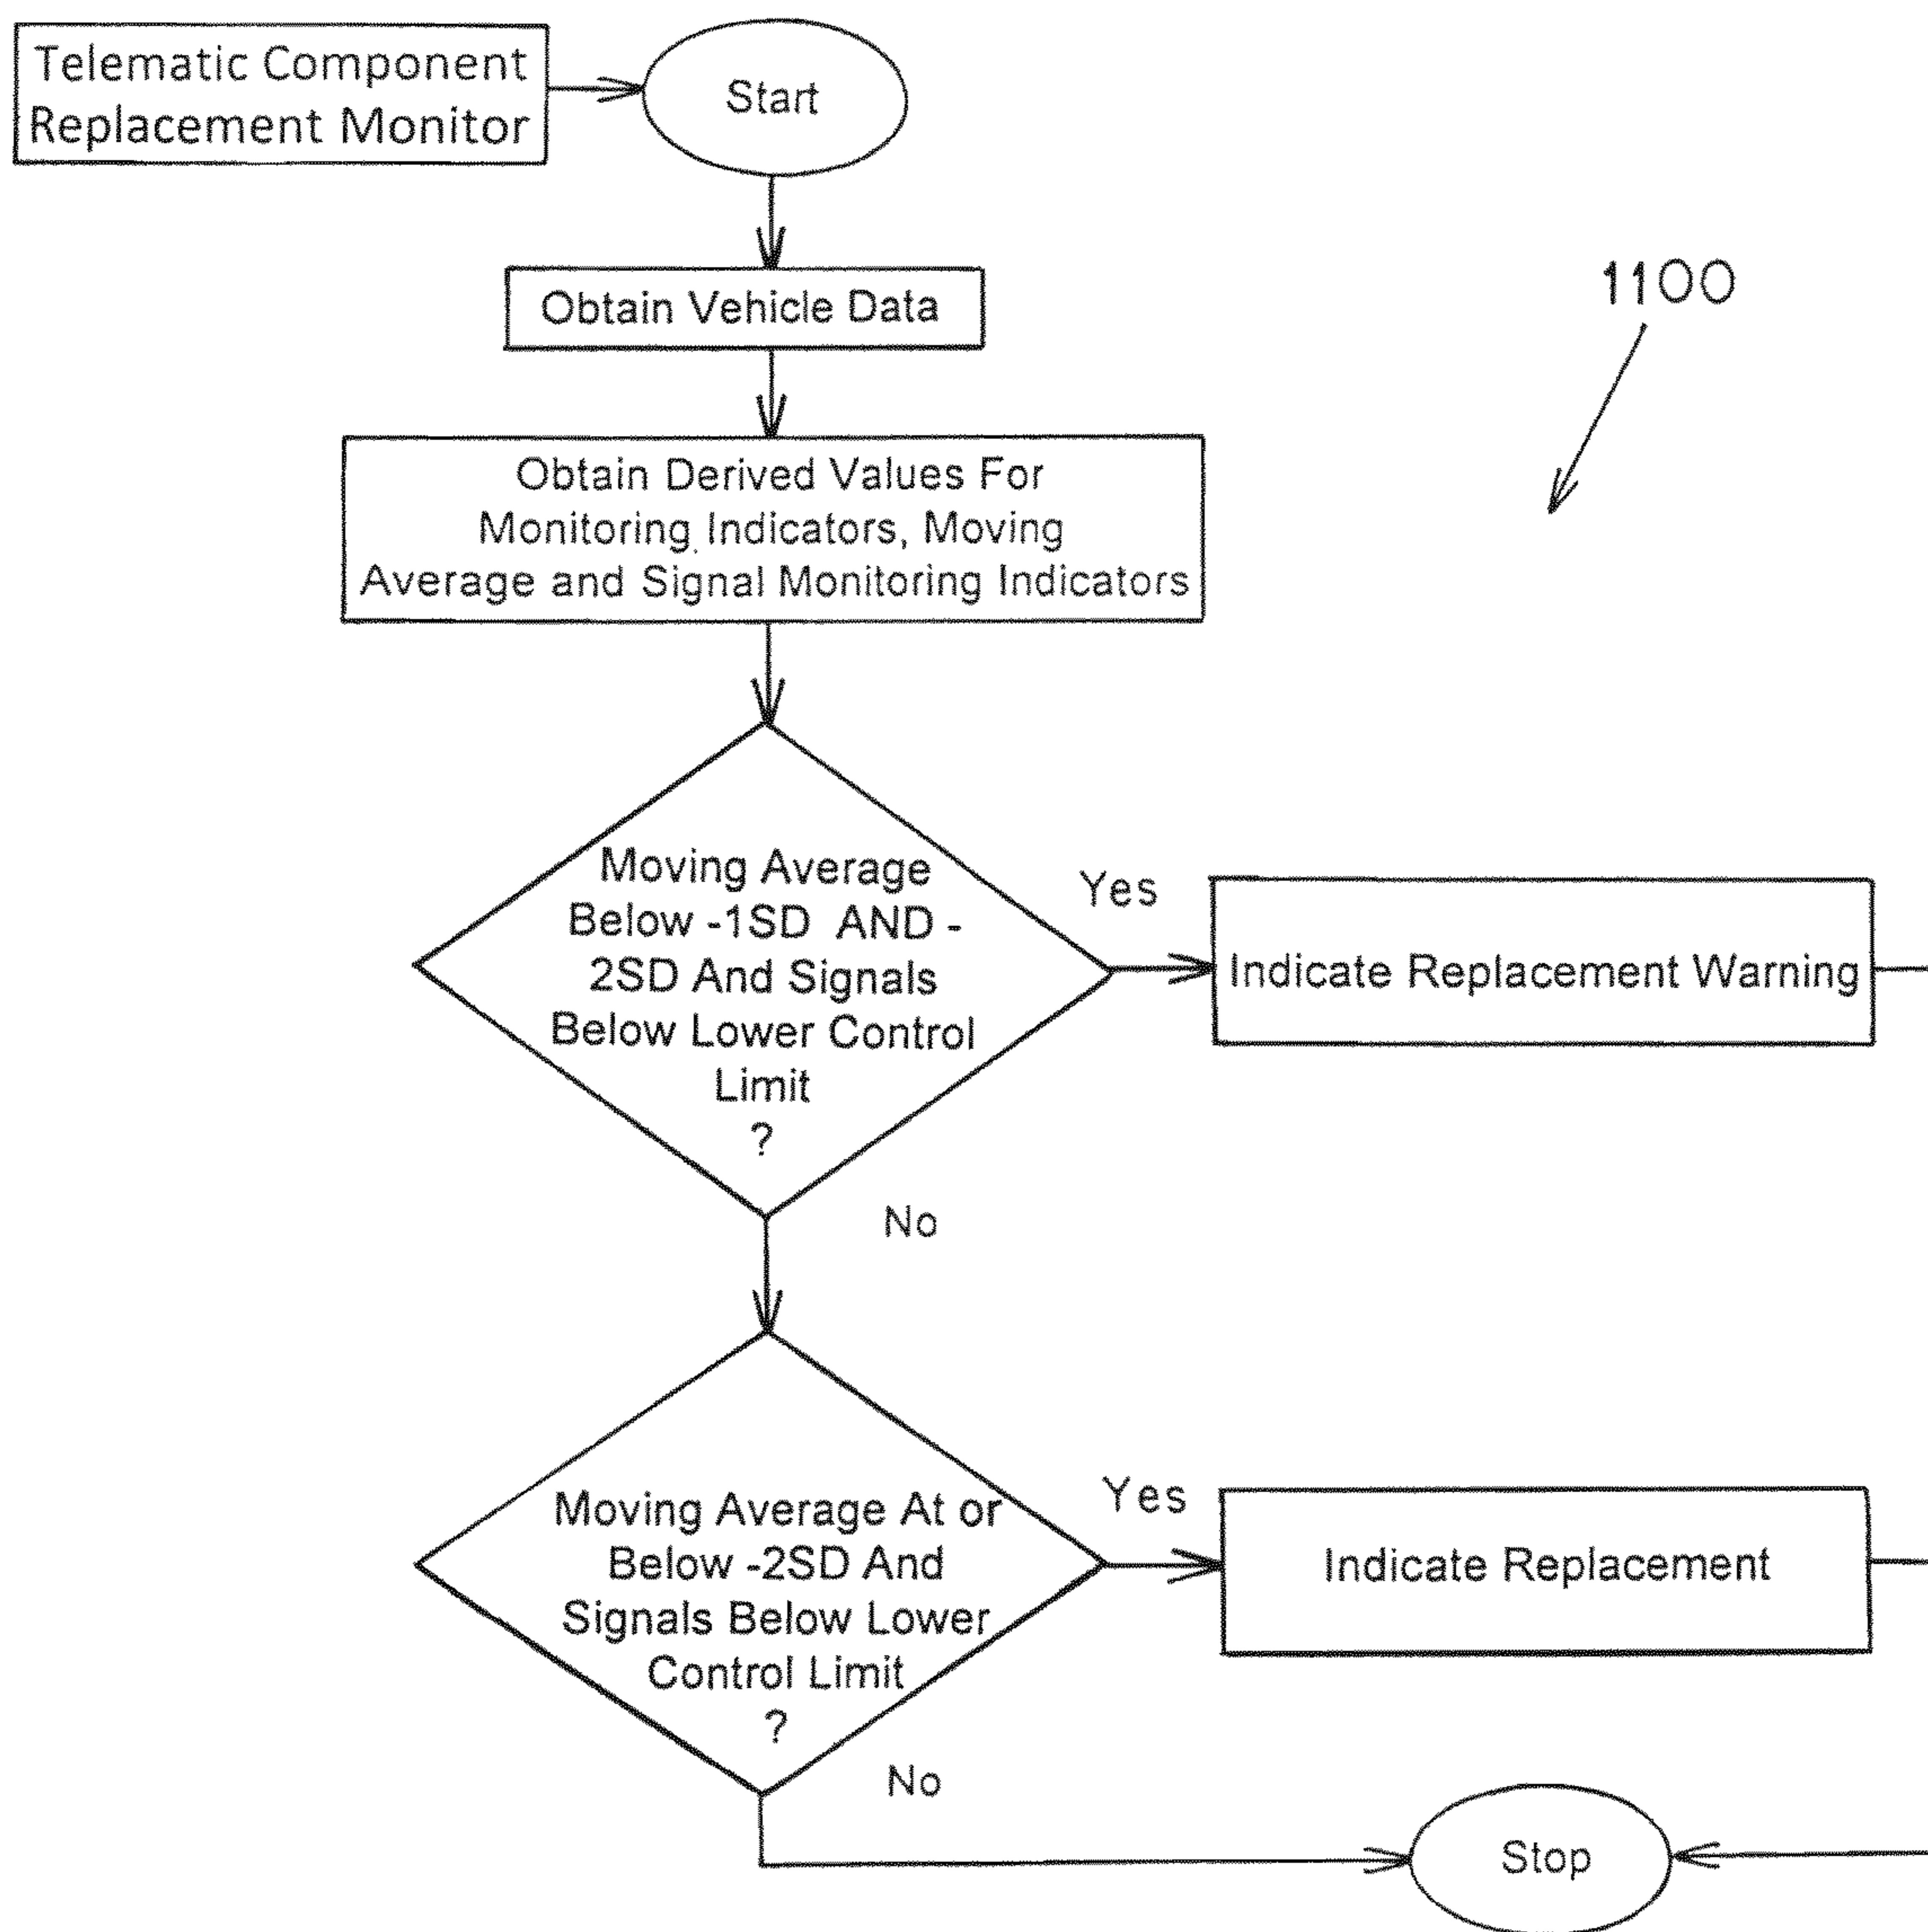 Telematic Component
Replacement Monitor
Start
Obtain Vehicle Data
1100
Obtain Derived Values For
Monitoring Indicators, Moving
Average and Signal Monitoring Indicators
Moving Average
Below -1SD AND -
2SD And Signals
Below Lower Control
Limit
?
Yes
Indicate Replacement Warning
No
Moving Average At or
Below -2SD And
Signals Below Lower
Control Limit
?
Yes
Indicate Replacement
No
Stop